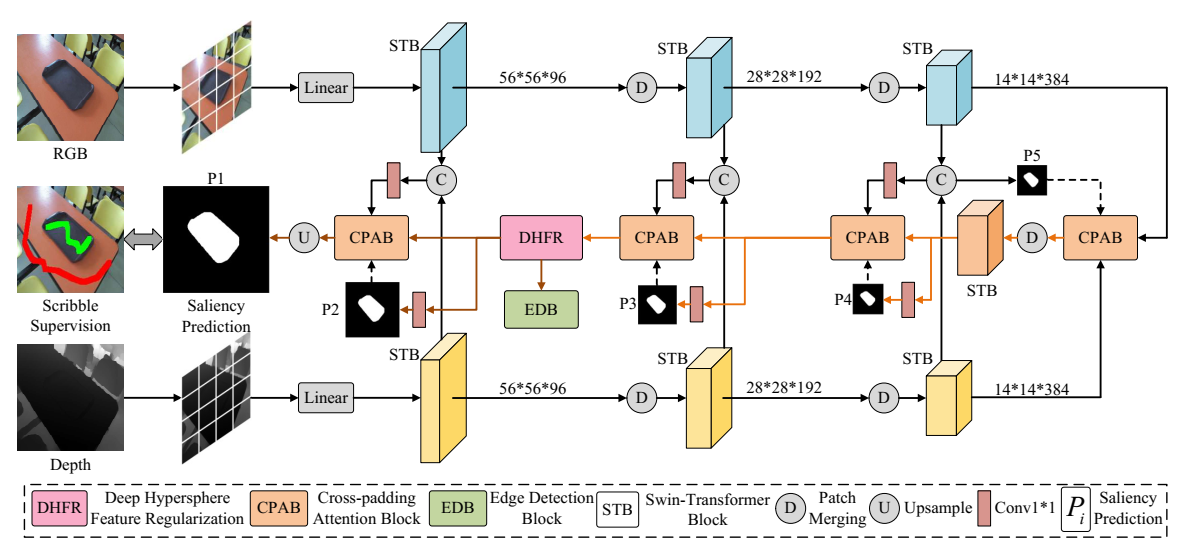 STB
STB
STB
56*56*96
28*28*192
14*14*384
Linear
D
D
RGB
P1
P5
C
C
C
CPAB
DHFR
CPAB
CPAB
CPAB
U
D
STB
P2
P3
P4
EDB
Scribble
Supervision
Saliency
Prediction
STB
STB
STB
56*56*96
28*28*192
14*14*384
Linear
D
D
Depth
DHFR
Deep Hypersphere
Feature Regularization
CPAB
Cross-padding
Attention Block
EDB
Edge Detection
Block
STB
Swin-Transformer
Block
D
Patch
Merging
U
Upsample
Conv1*1
Pi
Saliency
Prediction